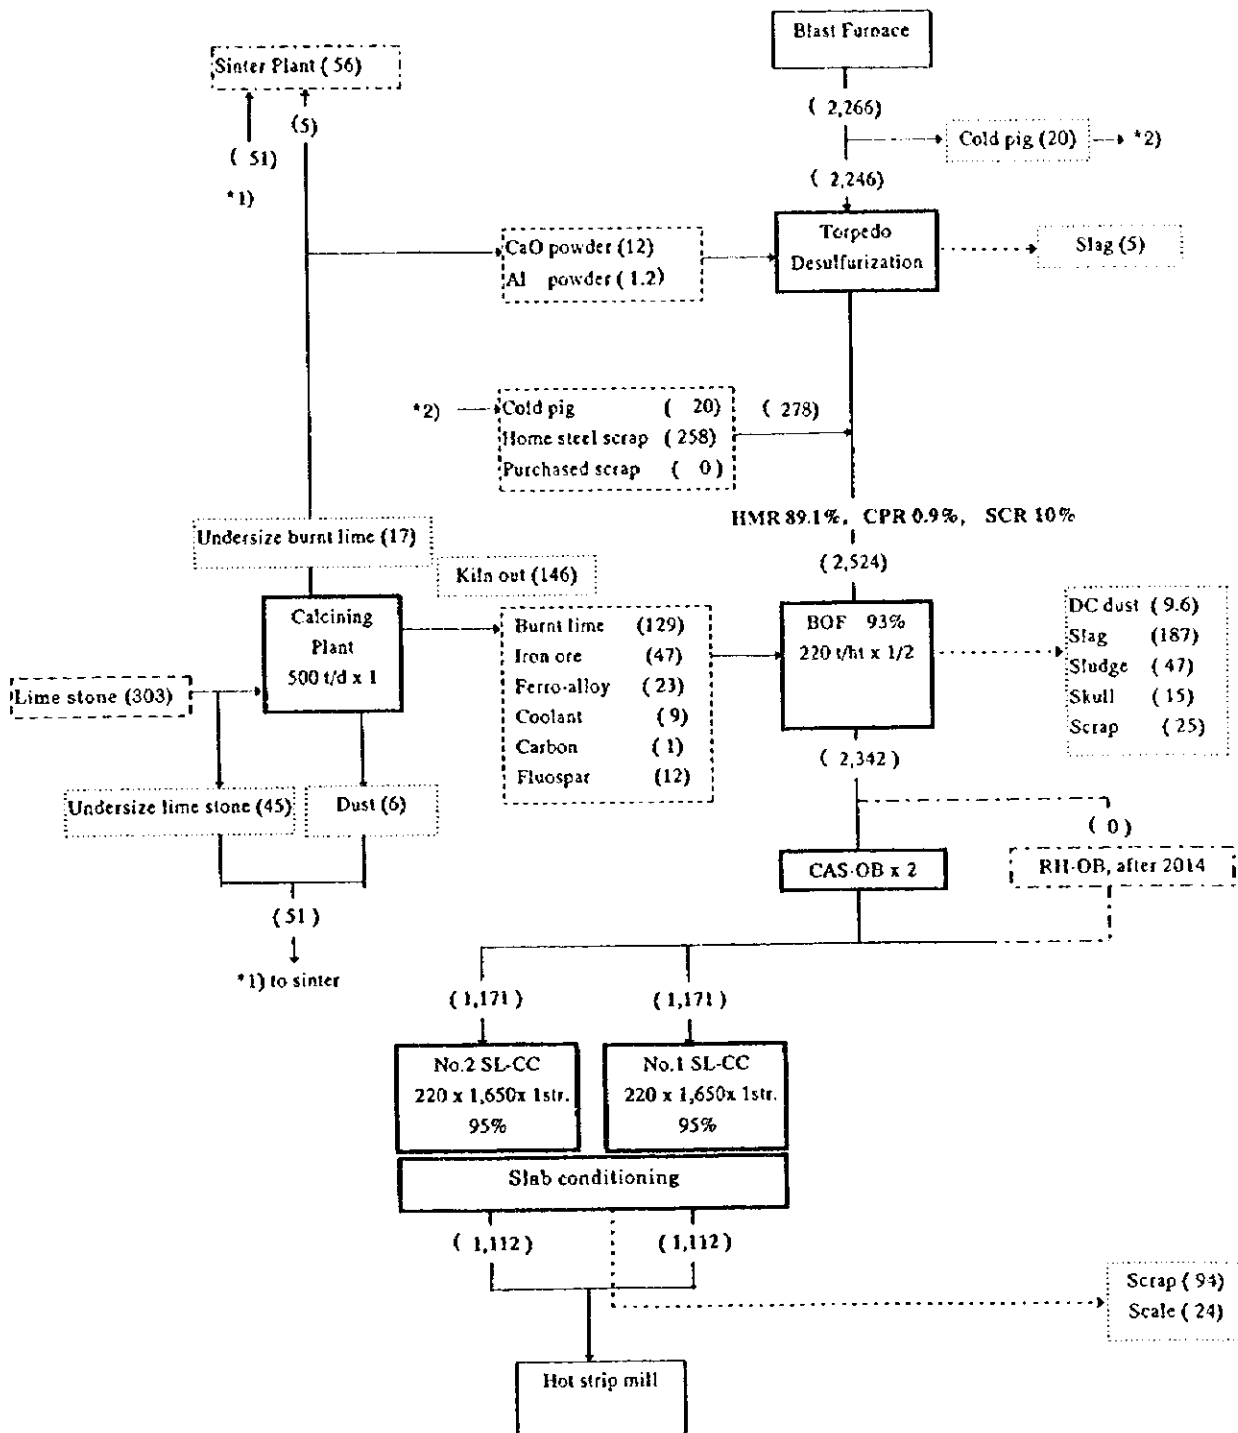 Blast Furnace
Sinter Plant ( 56)
( 2,266)
(5)
Cold pig (20)
*2)
( 51)
( 2,246)
*1)
Torpedo
Desulfurization
Slag (5)
CaO powder (12)
Al powder ( 1.2)
*2)
Cold pig ( 20)
Home steel scrap ( 258)
Purchased scrap ( 0 )
( 278)
HMR 89.1%, CPR 0.9%, SCR 10%
Undersize burnt lime (17)
(2,524)
Kiln out (146)
Calcining
Plant
500 t/d x 1
Burnt lime (129)
Iron ore (47)
Ferro-alloy (23)
Coolant ( 9)
Carbon ( 1)
Fluospar (12)
BOF 93%
220 t/ht x 1/2
DC dust ( 9.6)
Slag (187)
Sludge ( 47)
Skull ( 15)
Scrap ( 25)
Lime stone (303)
( 2,342)
Undersize lime stone (45)
Dust (6)
( 0 )
CAS-OB x 2
RH-OB, after 2014
(51 )
*1) to sinter
( 1,171 )
( 1,171 )
No.2 SL-CC
220 x 1,650x 1str.
95%
No.1 SL-CC
220 x 1,650x 1str.
95%
Slab conditioning
( 1,112 )
( 1,112 )
Scrap ( 94)
Scale ( 24)
Hot strip mill